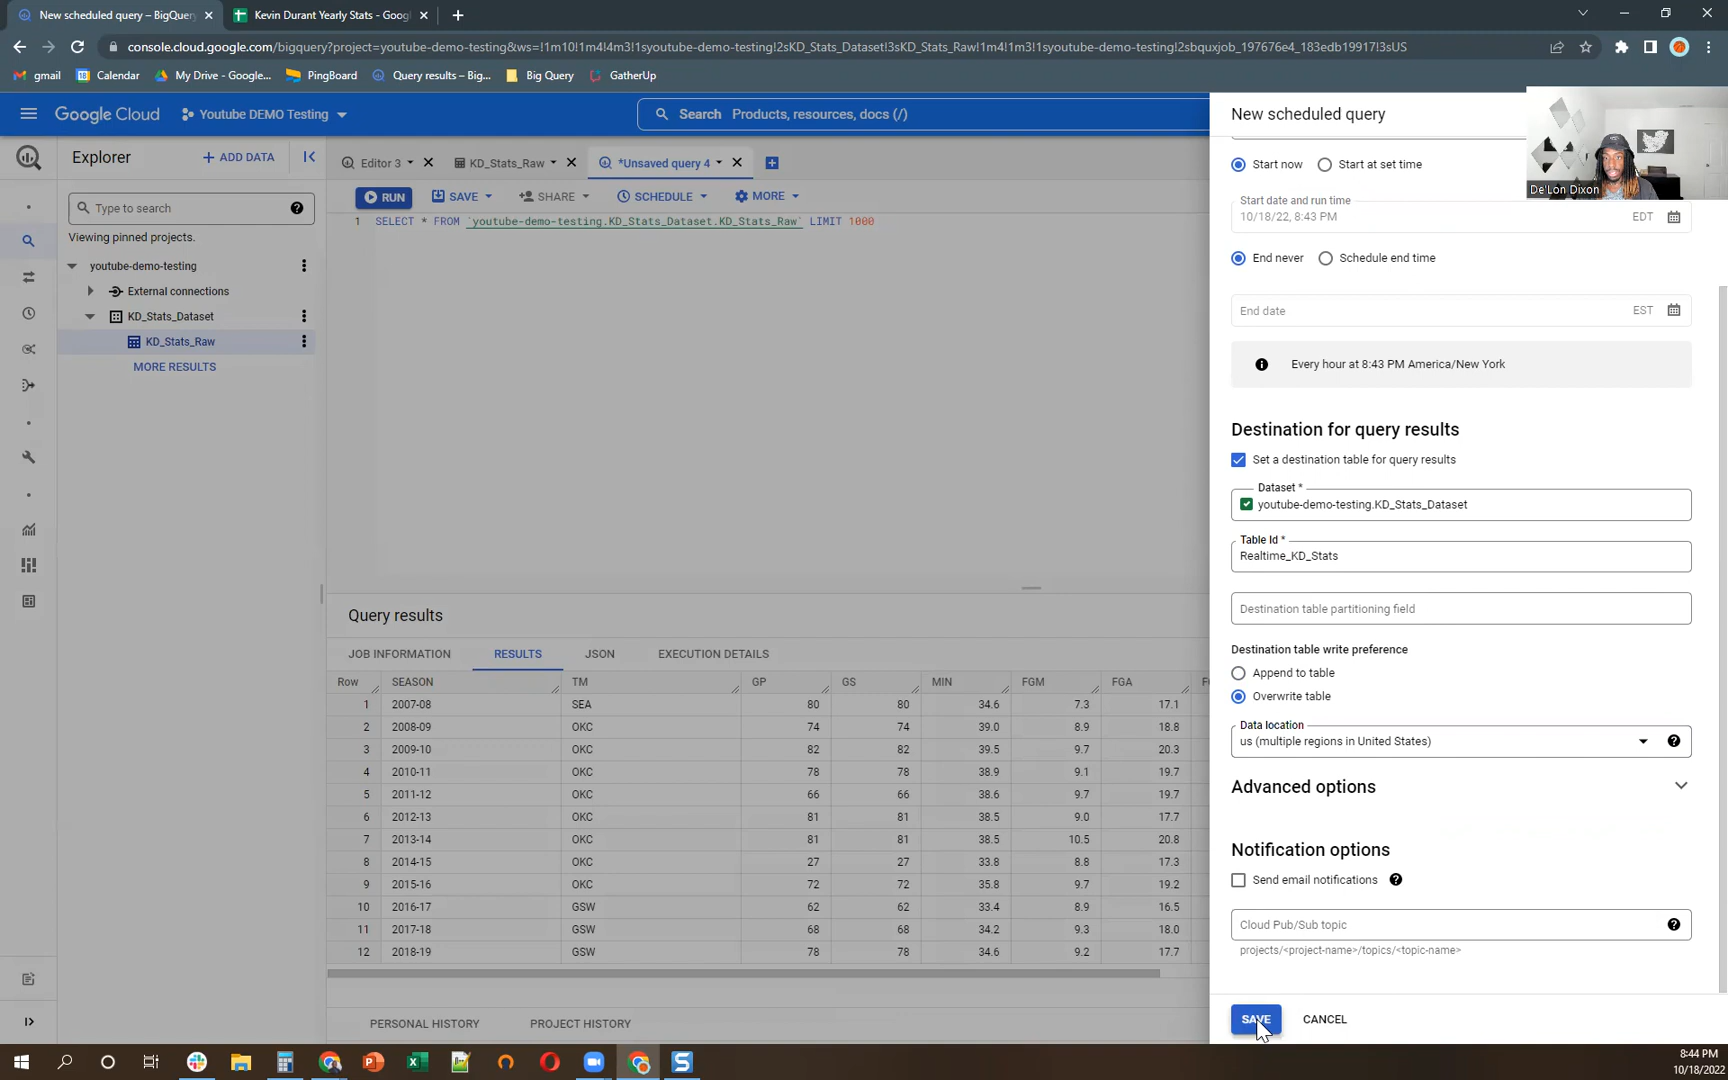 New scheduled query – BigQuery
Kevin Durant Yearly Stats - Goog
console.cloud.google.com/bigquery?project=youtube-demo-testing&ws=!1m10!1m4!4m3!1syoutube-demo-testing!2sKD_Stats_Dataset!3sKD_Stats_Raw!1m4!1m3!1syoutube-demo-testing!2sbquxjob_197676e4_183edb19917!3sUS
gmail
Calendar
My Drive - Google...
PingBoard
Query results – Big...
Big Query
GatherUp
Google Cloud
Youtube DEMO Testing
Search Products, resources, docs (/)
New scheduled query
De'Lon Dixon
Explorer
+ ADD DATA
Type to search
Viewing pinned projects.
youtube-demo-testing
External connections
KD_Stats_Dataset
KD_Stats_Raw
MORE RESULTS
Editor 3
KD_Stats_Raw
*Unsaved query 4
RUN
SAVE
SHARE
SCHEDULE
MORE
1 SELECT * FROM `youtube-demo-testing.KD_Stats_Dataset.KD_Stats_Raw` LIMIT 1000
Query results
JOB INFORMATION
RESULTS
JSON
EXECUTION DETAILS
Row SEASON TM GP GS MIN FGM FGA
1 2007-08 SEA 80 80 34.6 7.3 17.1
2 2008-09 OKC 74 74 39.0 8.9 18.8
3 2009-10 OKC 82 82 39.5 9.7 20.3
4 2010-11 OKC 78 78 38.9 9.1 19.7
5 2011-12 OKC 66 66 38.6 9.7 19.7
6 2012-13 OKC 81 81 38.5 9.0 17.7
7 2013-14 OKC 81 81 38.5 10.5 20.8
8 2014-15 OKC 27 27 33.8 8.8 17.3
9 2015-16 OKC 72 72 35.8 9.7 19.2
10 2016-17 GSW 62 62 33.4 8.9 16.5
11 2017-18 GSW 68 68 34.2 9.3 18.0
12 2018-19 GSW 78 78 34.6 9.2 17.7
PERSONAL HISTORY
PROJECT HISTORY
Start now
Start at set time
Start date and run time
10/18/22, 8:43 PM EDT
End never
Schedule end time
End date EST
Every hour at 8:43 PM America/New York
Destination for query results
Set a destination table for query results
Dataset *
youtube-demo-testing.KD_Stats_Dataset
Table Id *
Realtime_KD_Stats
Destination table partitioning field
Destination table write preference
Append to table
Overwrite table
Data location
us (multiple regions in United States)
Advanced options
Notification options
Send email notifications
Cloud Pub/Sub topic
projects/<project-name>/topics/<topic-name>
SAVE
CANCEL
8:44 PM
10/18/2022